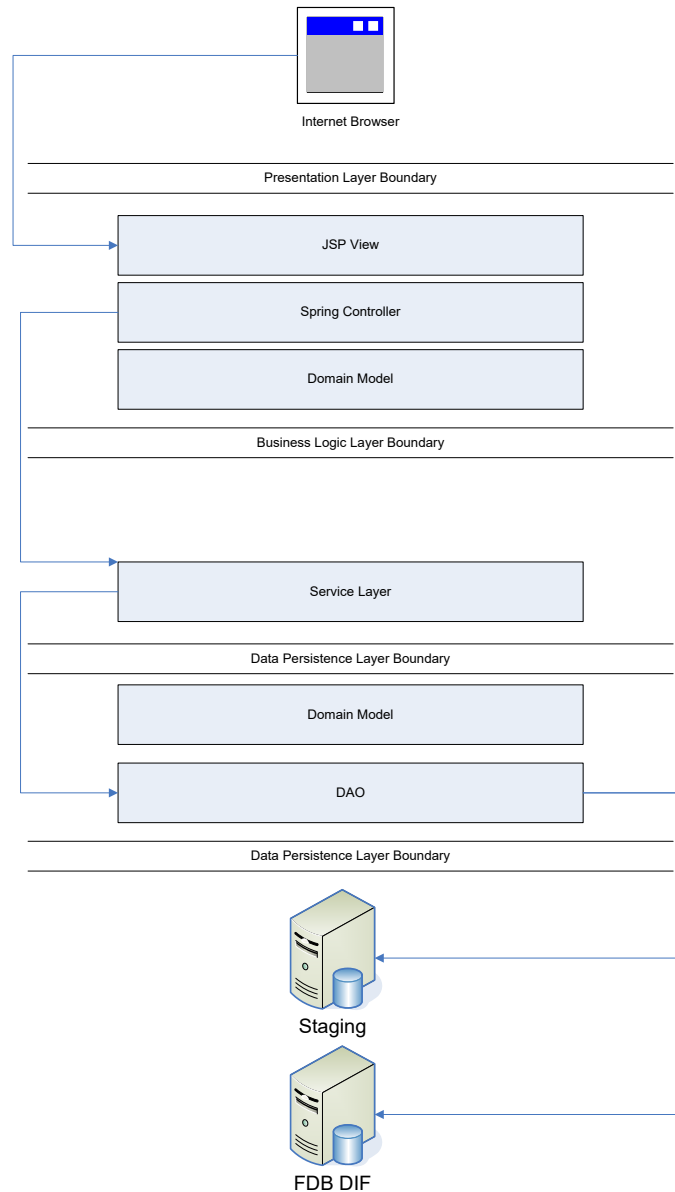 Internet Browser
Presentation Layer Boundary
JSP View
Spring Controller
Domain Model
Business Logic Layer Boundary
Service Layer
Data Persistence Layer Boundary
Domain Model
DAO
Data Persistence Layer Boundary
Staging
FDB DIF